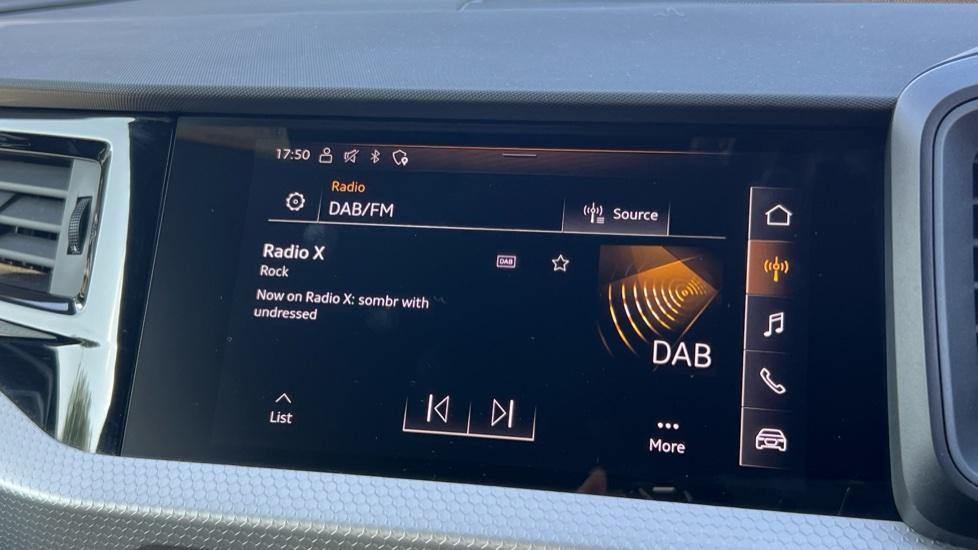 17:50
Radio
DAB/FM
Source
Radio X
DAB
Rock
Now on Radio X: sombr with
undressed
DAB
List
More